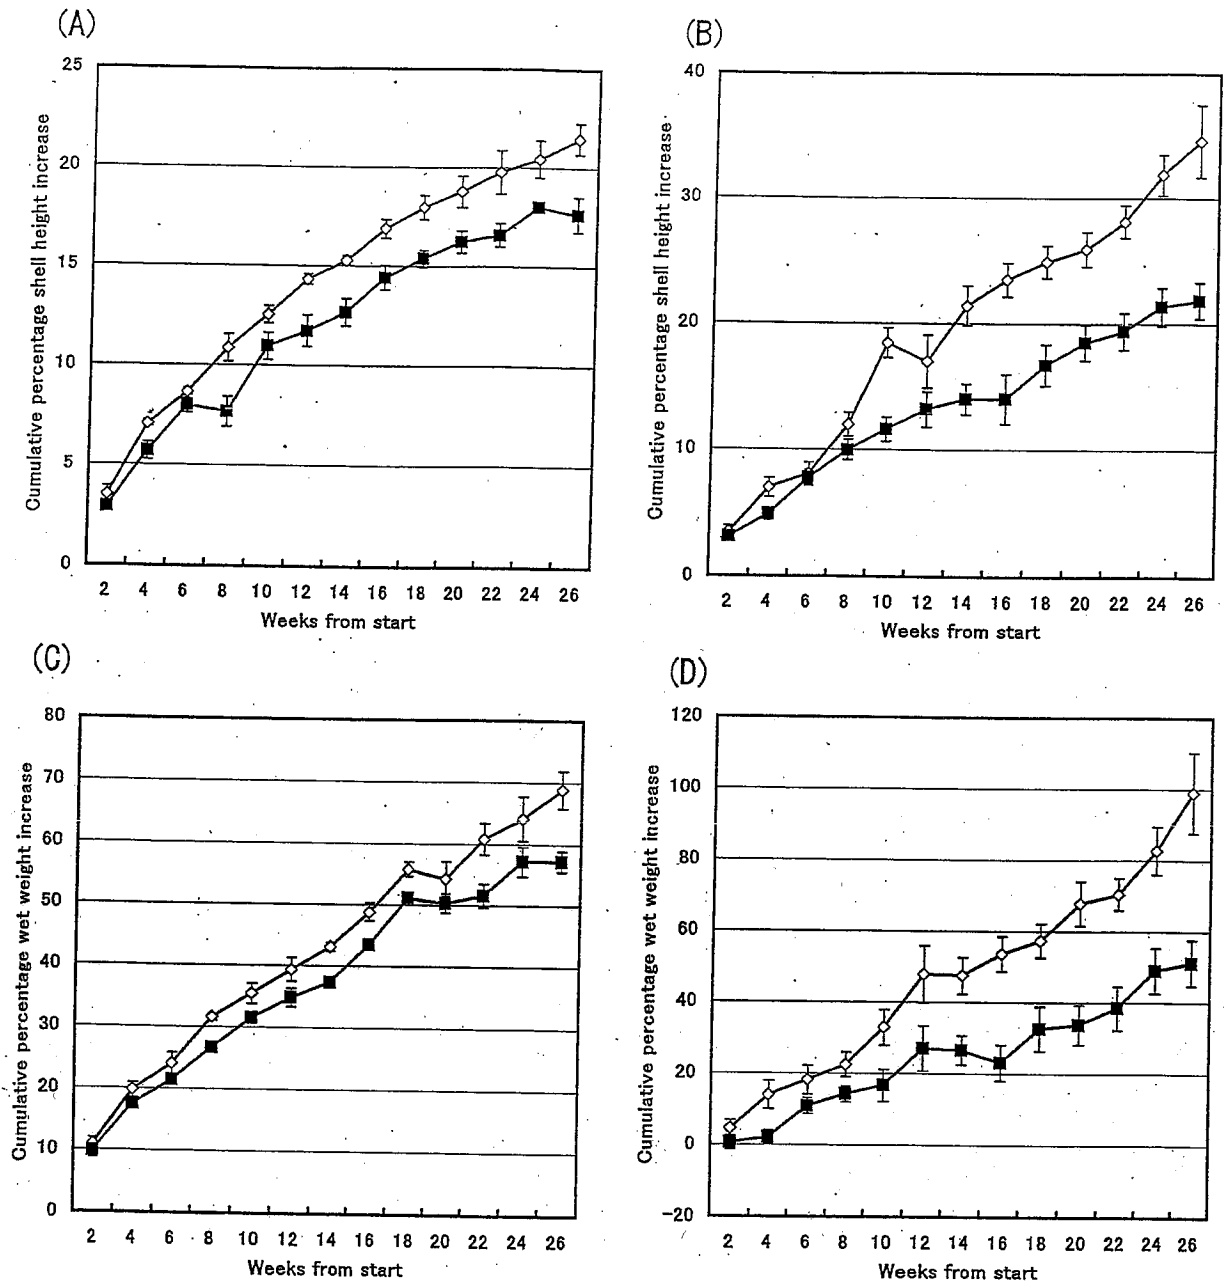 (A)
Cumulative percentage shell height increase
25
20
15
10
5
0
2 4 6 8 10 12 14 16 18 20 22 24 26
Weeks from start
(B)
Cumulative percentage shell height increase
40
30
20
10
0
2 4 6 8 10 12 14 16 18 20 22 24 26
Weeks from start
(C)
Cumulative percentage wet weight increase
80
70
60
50
40
30
20
10
0
2 4 6 8 10 12 14 16 18 20 22 24 26
Weeks from start
(D)
Cumulative percentage wet weight increase
120
100
80
60
40
20
0
-20
2 4 6 8 10 12 14 16 18 20 22 24 26
Weeks from start